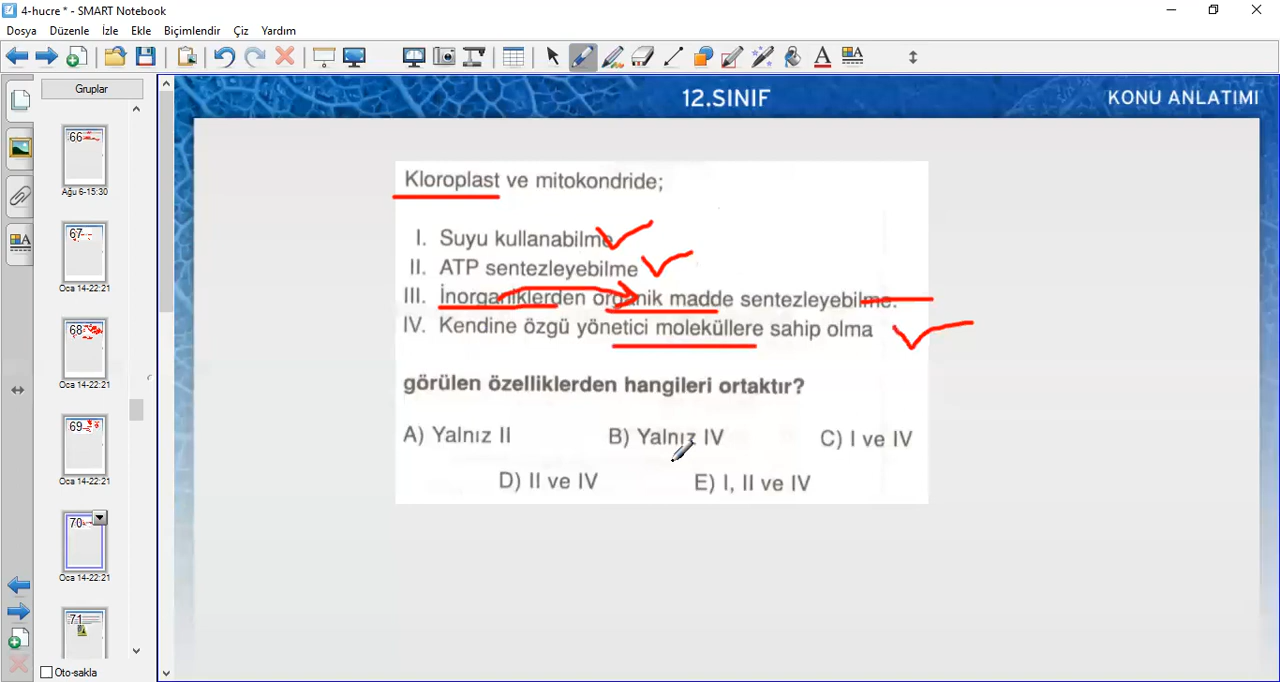 4-hucre * - SMART Notebook
Dosya Düzenle İzle Ekle Biçimlendir Çiz Yardım
Gruplar
66
Ağu 6-15:30
67
Oca 14-22:21
68
Oca 14-22:21
69
Oca 14-22:21
70
Oca 14-22:21
71
Oto-sakla
12.SINIF
KONU ANLATIMI
Kloroplast ve mitokondride;
I. Suyu kullanabilme
II. ATP sentezleyebilme
III. İnorganiklerden organik madde sentezleyebilme.
IV. Kendine özgü yönetici moleküllere sahip olma
görülen özelliklerden hangileri ortaktır?
A) Yalnız II B) Yalnız IV C) I ve IV
D) II ve IV E) I, II ve IV